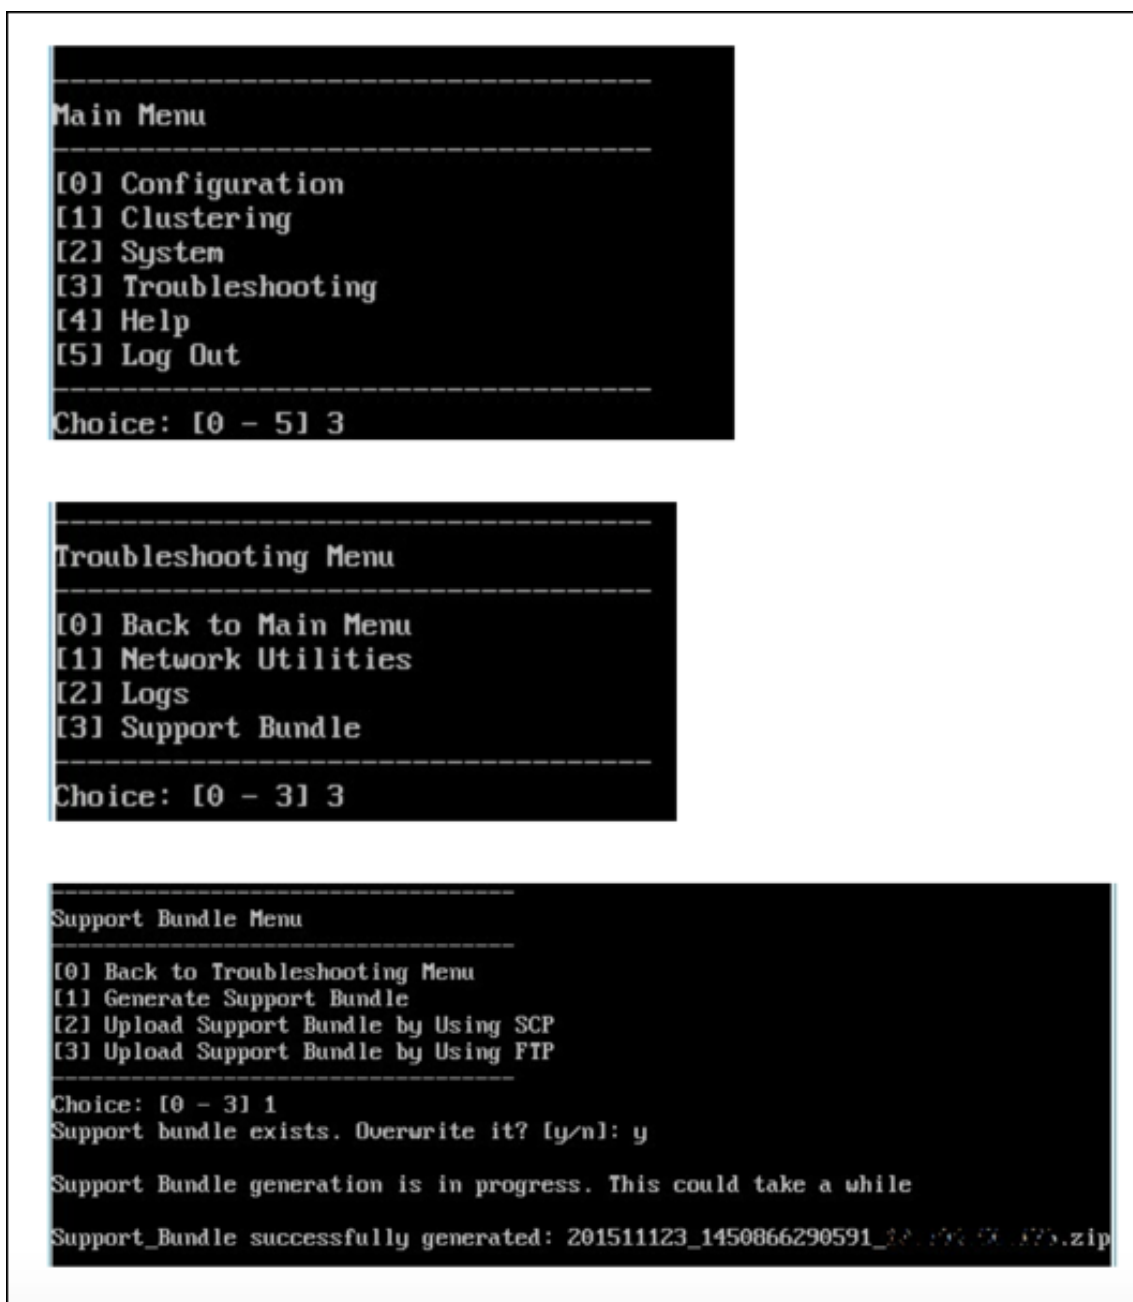 -----------------------------------
Main Menu
-----------------------------------
[0] Configuration
[1] Clustering
[2] System
[3] Troubleshooting
[4] Help
[5] Log Out
-----------------------------------
Choice: [0 - 5] 3
-----------------------------------
Troubleshooting Menu
-----------------------------------
[0] Back to Main Menu
[1] Network Utilities
[2] Logs
[3] Support Bundle
-----------------------------------
Choice: [0 - 3] 3
-----------------------------------
Support Bundle Menu
-----------------------------------
[0] Back to Troubleshooting Menu
[1] Generate Support Bundle
[2] Upload Support Bundle by Using SCP
[3] Upload Support Bundle by Using FTP
-----------------------------------
Choice: [0 - 3] 1
Support bundle exists. Overwrite it? [y/n]: y
Support Bundle generation is in progress. This could take a while
Support_Bundle successfully generated: 201511123_1450866290591_ .zip